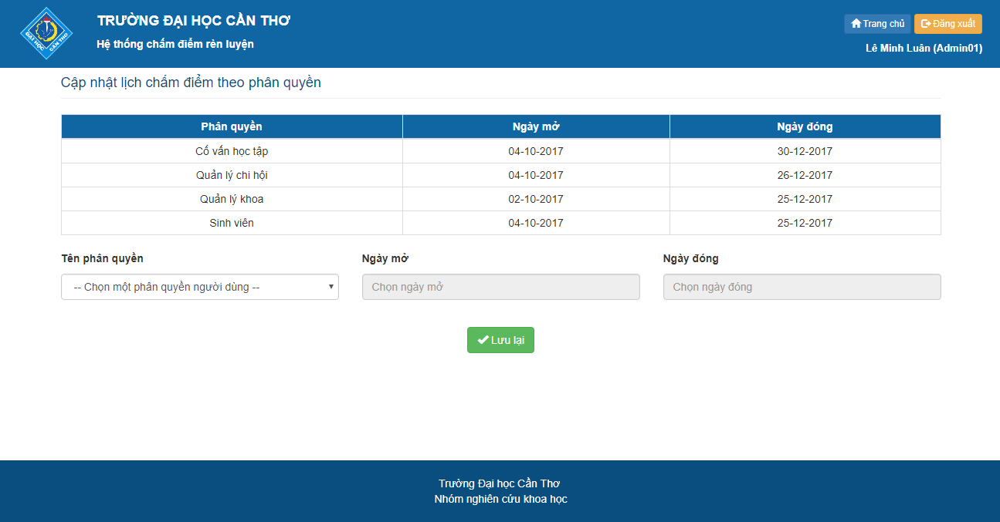 ĐẠI HỌC CẦN THƠ
TRƯỜNG ĐẠI HỌC CẦN THƠ
Hệ thống chấm điểm rèn luyện
Trang chủ Đăng xuất
Lê Minh Luân (Admin01)
Cập nhật lịch chấm điểm theo phân quyền
Phân quyền Ngày mở Ngày đóng
Cố vấn học tập 04-10-2017 30-12-2017
Quản lý chi hội 04-10-2017 26-12-2017
Quản lý khoa 02-10-2017 25-12-2017
Sinh viên 04-10-2017 25-12-2017
Tên phân quyền Ngày mở Ngày đóng
-- Chọn một phân quyền người dùng -- Chọn ngày mở Chọn ngày đóng
Lưu lại
Trường Đại học Cần Thơ
Nhóm nghiên cứu khoa học